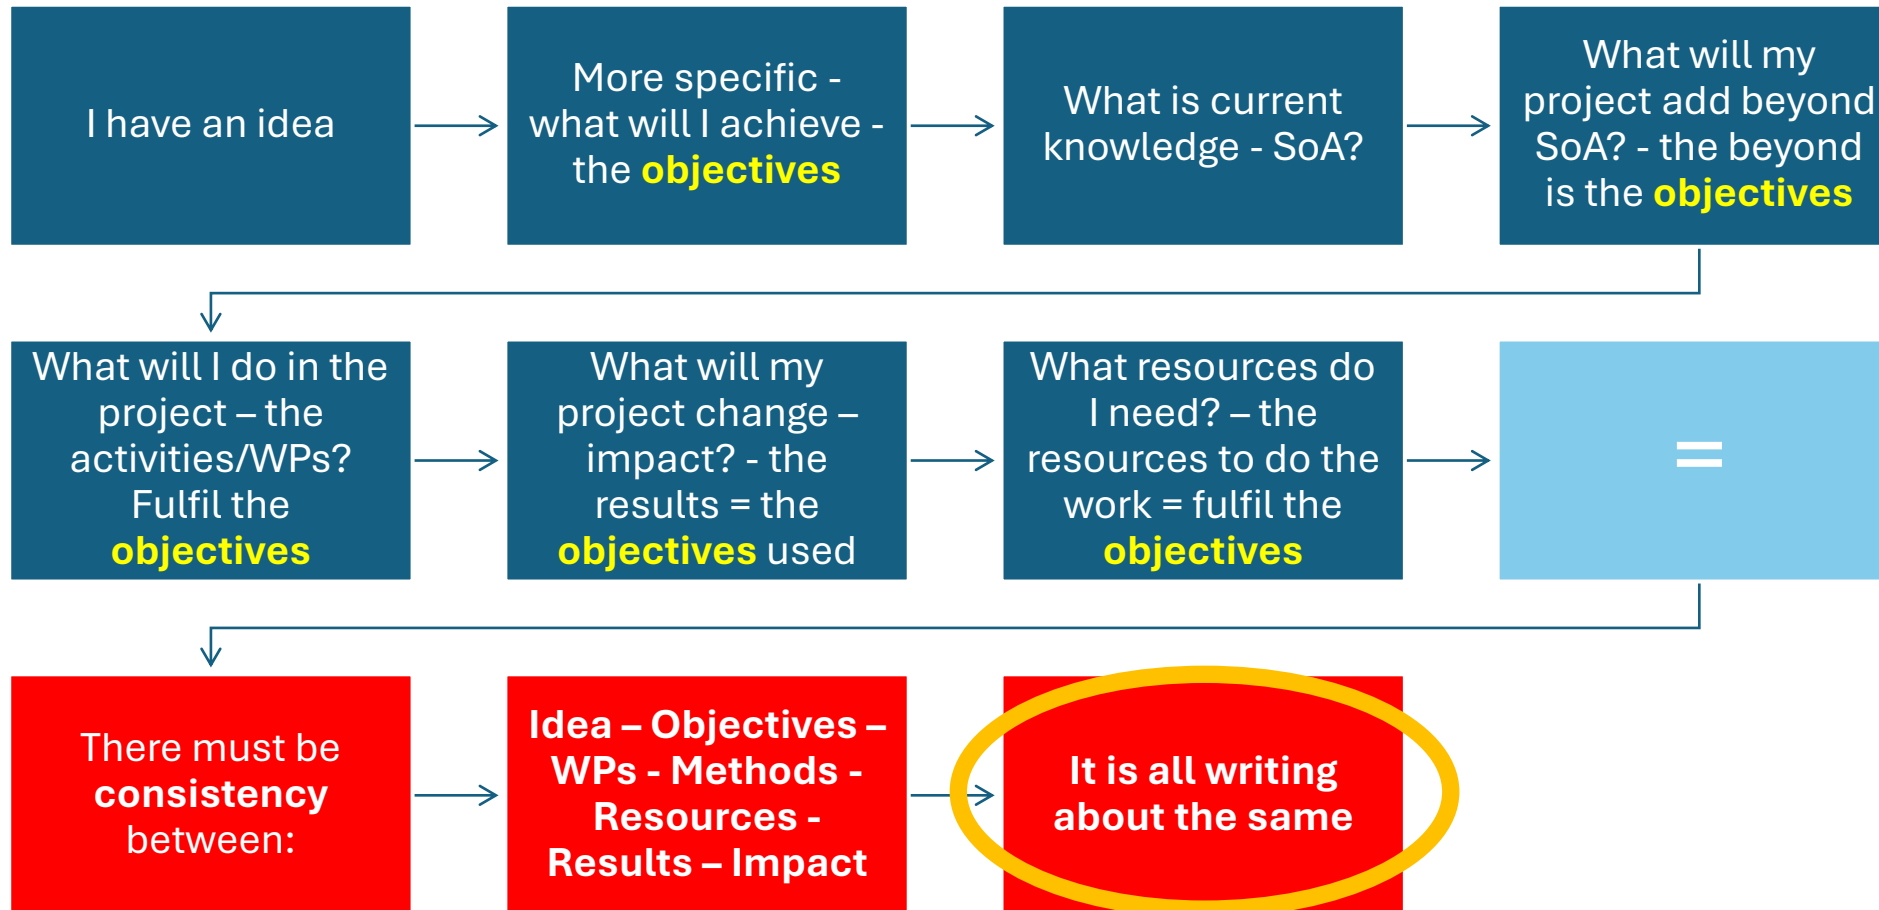 I have an idea
More specific -
what will I achieve -
the objectives
What is current
knowledge - SoA?
What will my
project add beyond
SoA? - the beyond
is the objectives
What will I do in the
project – the
activities/WPs?
Fulfil the
objectives
What will my
project change –
impact? - the
results = the
objectives used
What resources do
I need? – the
resources to do the
work = fulfil the
objectives
=
There must be
consistency
between:
Idea – Objectives –
WPs - Methods -
Resources -
Results – Impact
It is all writing
about the same